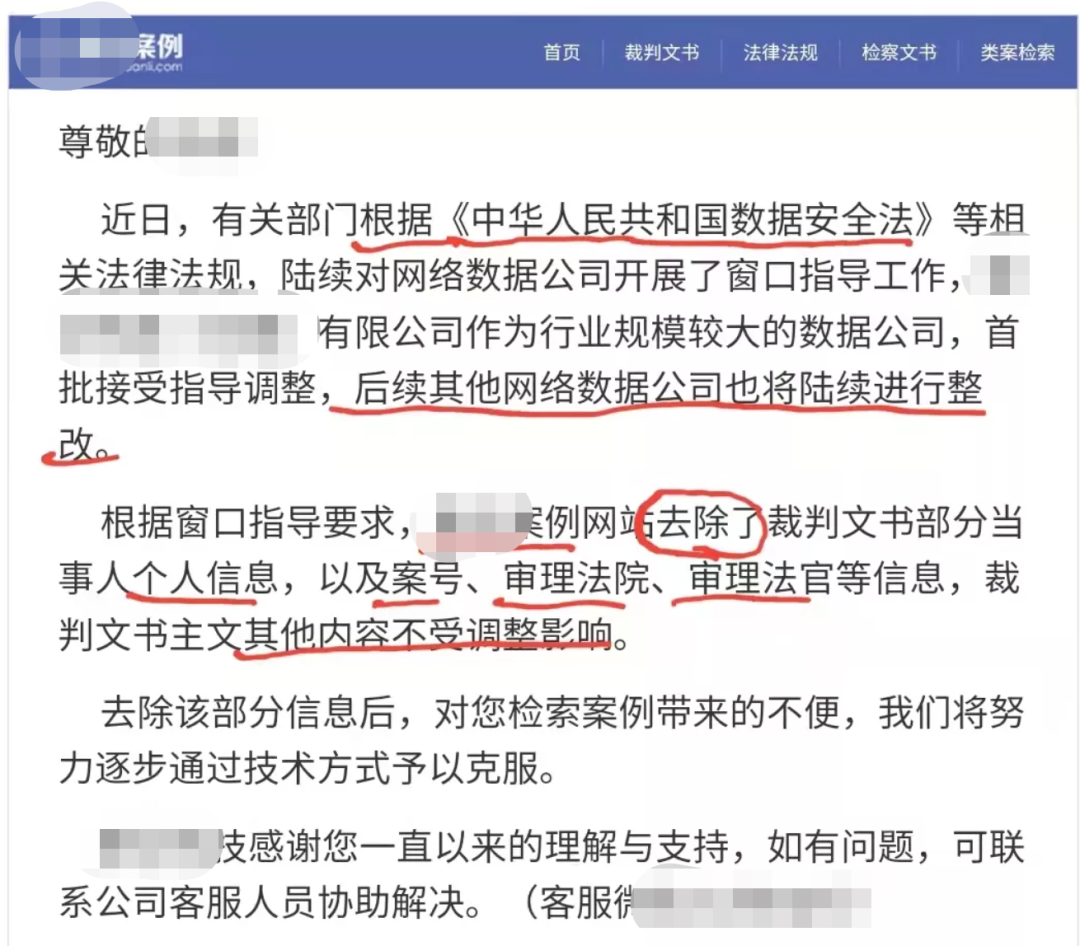 案例
anli.com
首页 裁判文书 法律法规 检察文书 类案检索
尊敬的
近日，有关部门根据《中华人民共和国数据安全法》等相
关法律法规，陆续对网络数据公司开展了窗口指导工作，
有限公司作为行业规模较大的数据公司，首
批接受指导调整，后续其他网络数据公司也将陆续进行整
改。
根据窗口指导要求，案例网站去除了裁判文书部分当
事人个人信息，以及案号、审理法院、审理法官等信息，裁
判文书主文其他内容不受调整影响。
去除该部分信息后，对您检索案例带来的不便，我们将努
力逐步通过技术方式予以克服。
技感谢您一直以来的理解与支持，如有问题，可联
系公司客服人员协助解决。（客服微